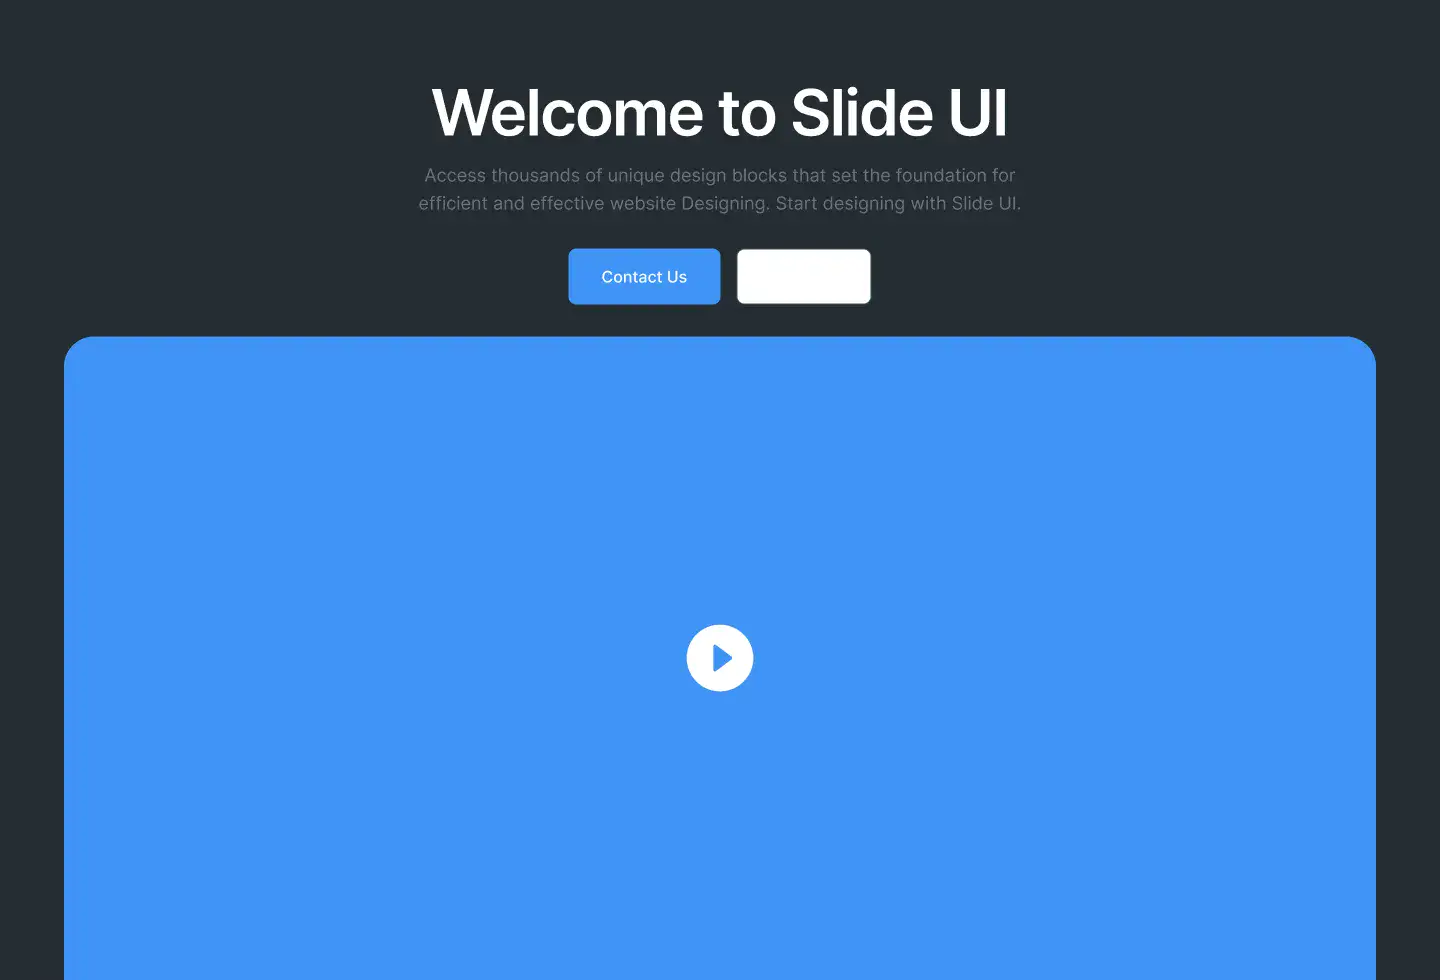 Welcome to Slide UI
Access thousands of unique design blocks that set the foundation for
efficient and effective website Designing. Start designing with Slide UI.
Contact Us